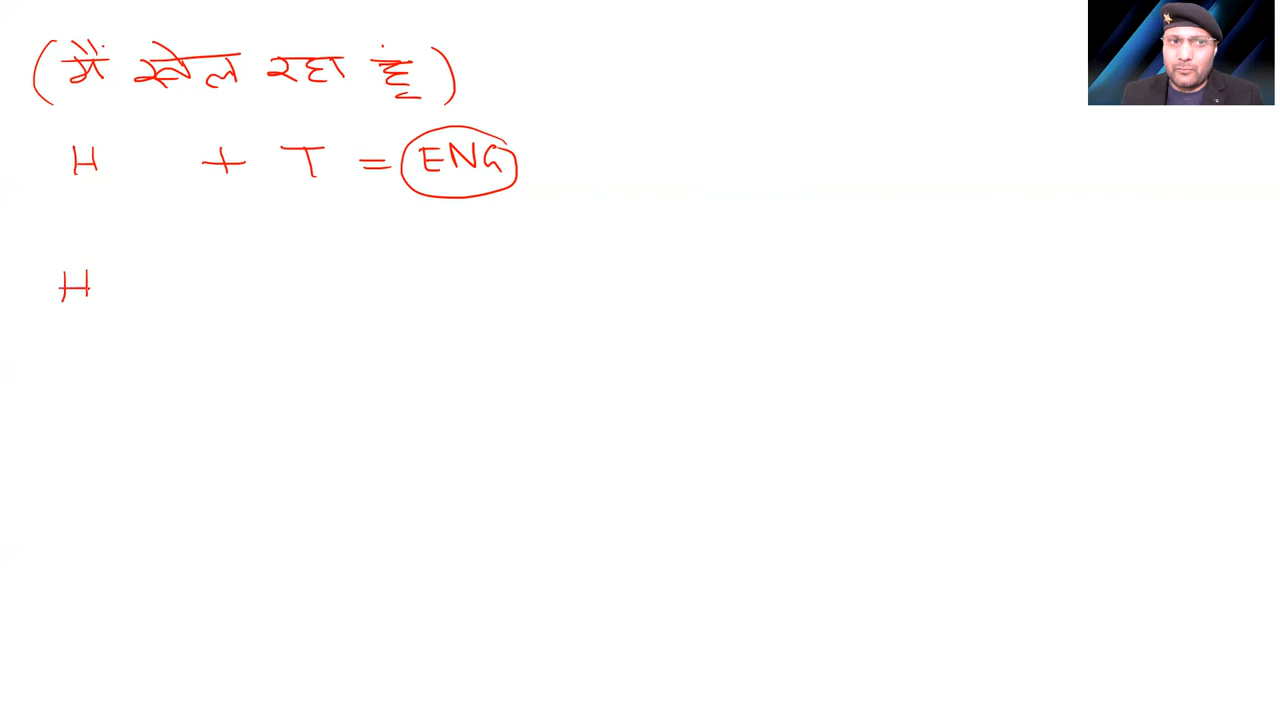 (मैं खेल रहा हूं)
H + T = ENG
H